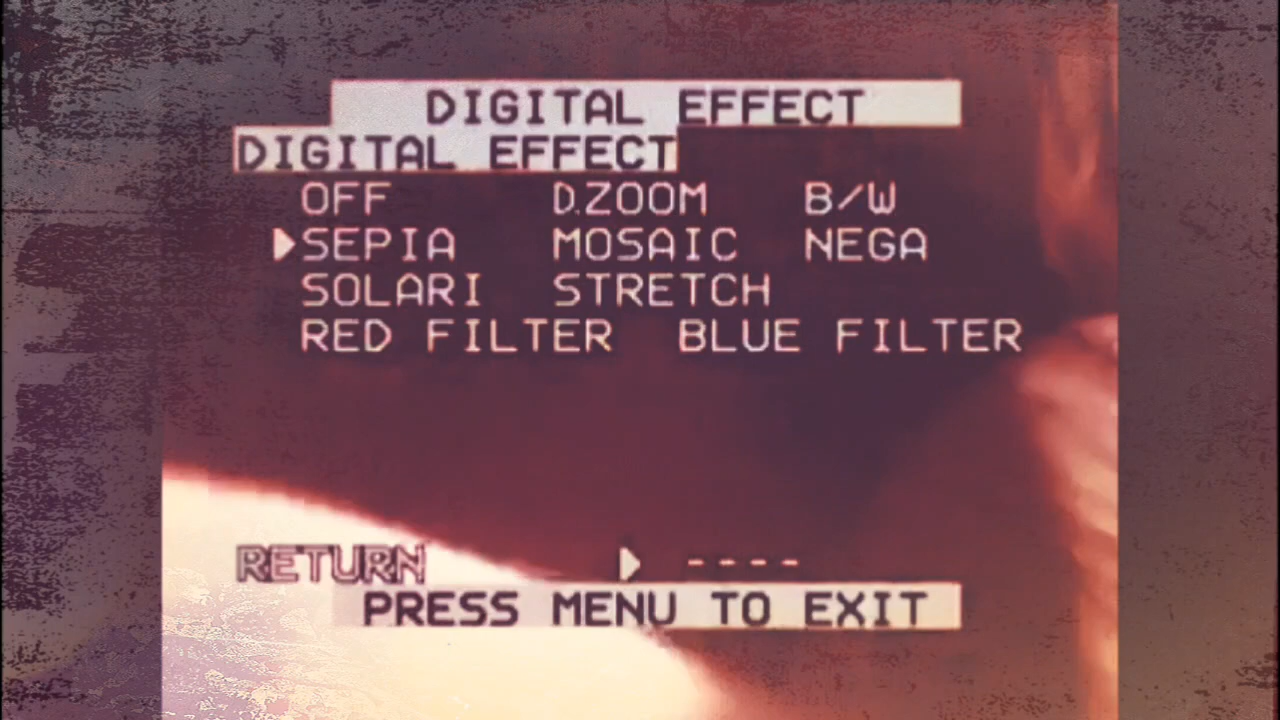 DIGITAL EFFECT
DIGITAL EFFECT
OFF D.ZOOM B/W
▶SEPIA MOSAIC NEGA
SOLARI STRETCH
RED FILTER BLUE FILTER
RETURN ▶ ----
PRESS MENU TO EXIT